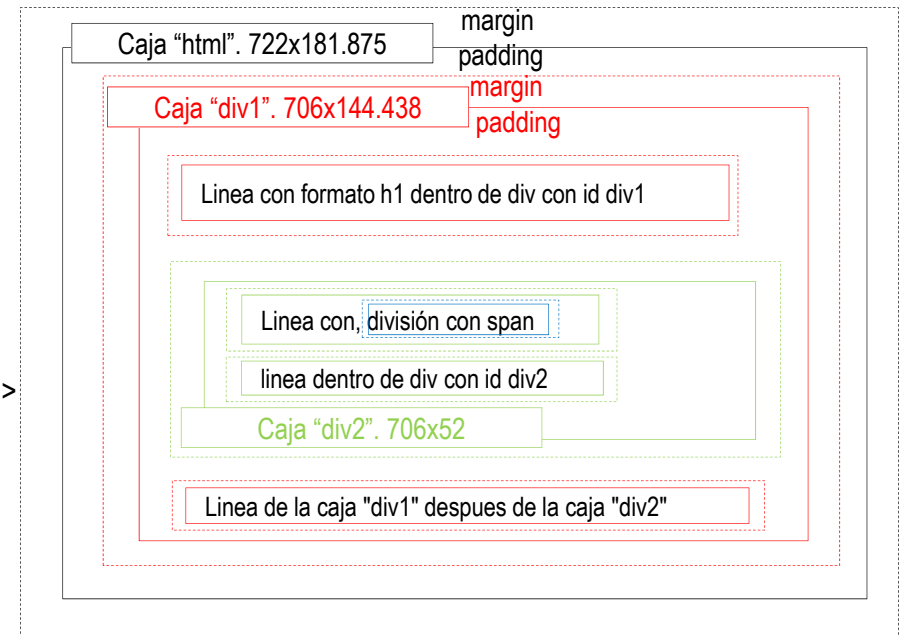 margin
Caja “html”. 722x181.875
padding
margin
Caja “div1”. 706x144.438
padding
Linea con formato h1 dentro de div con id div1
Linea con, división con span
>
linea dentro de div con id div2
Caja “div2”. 706x52
Linea de la caja "div1" despues de la caja "div2"